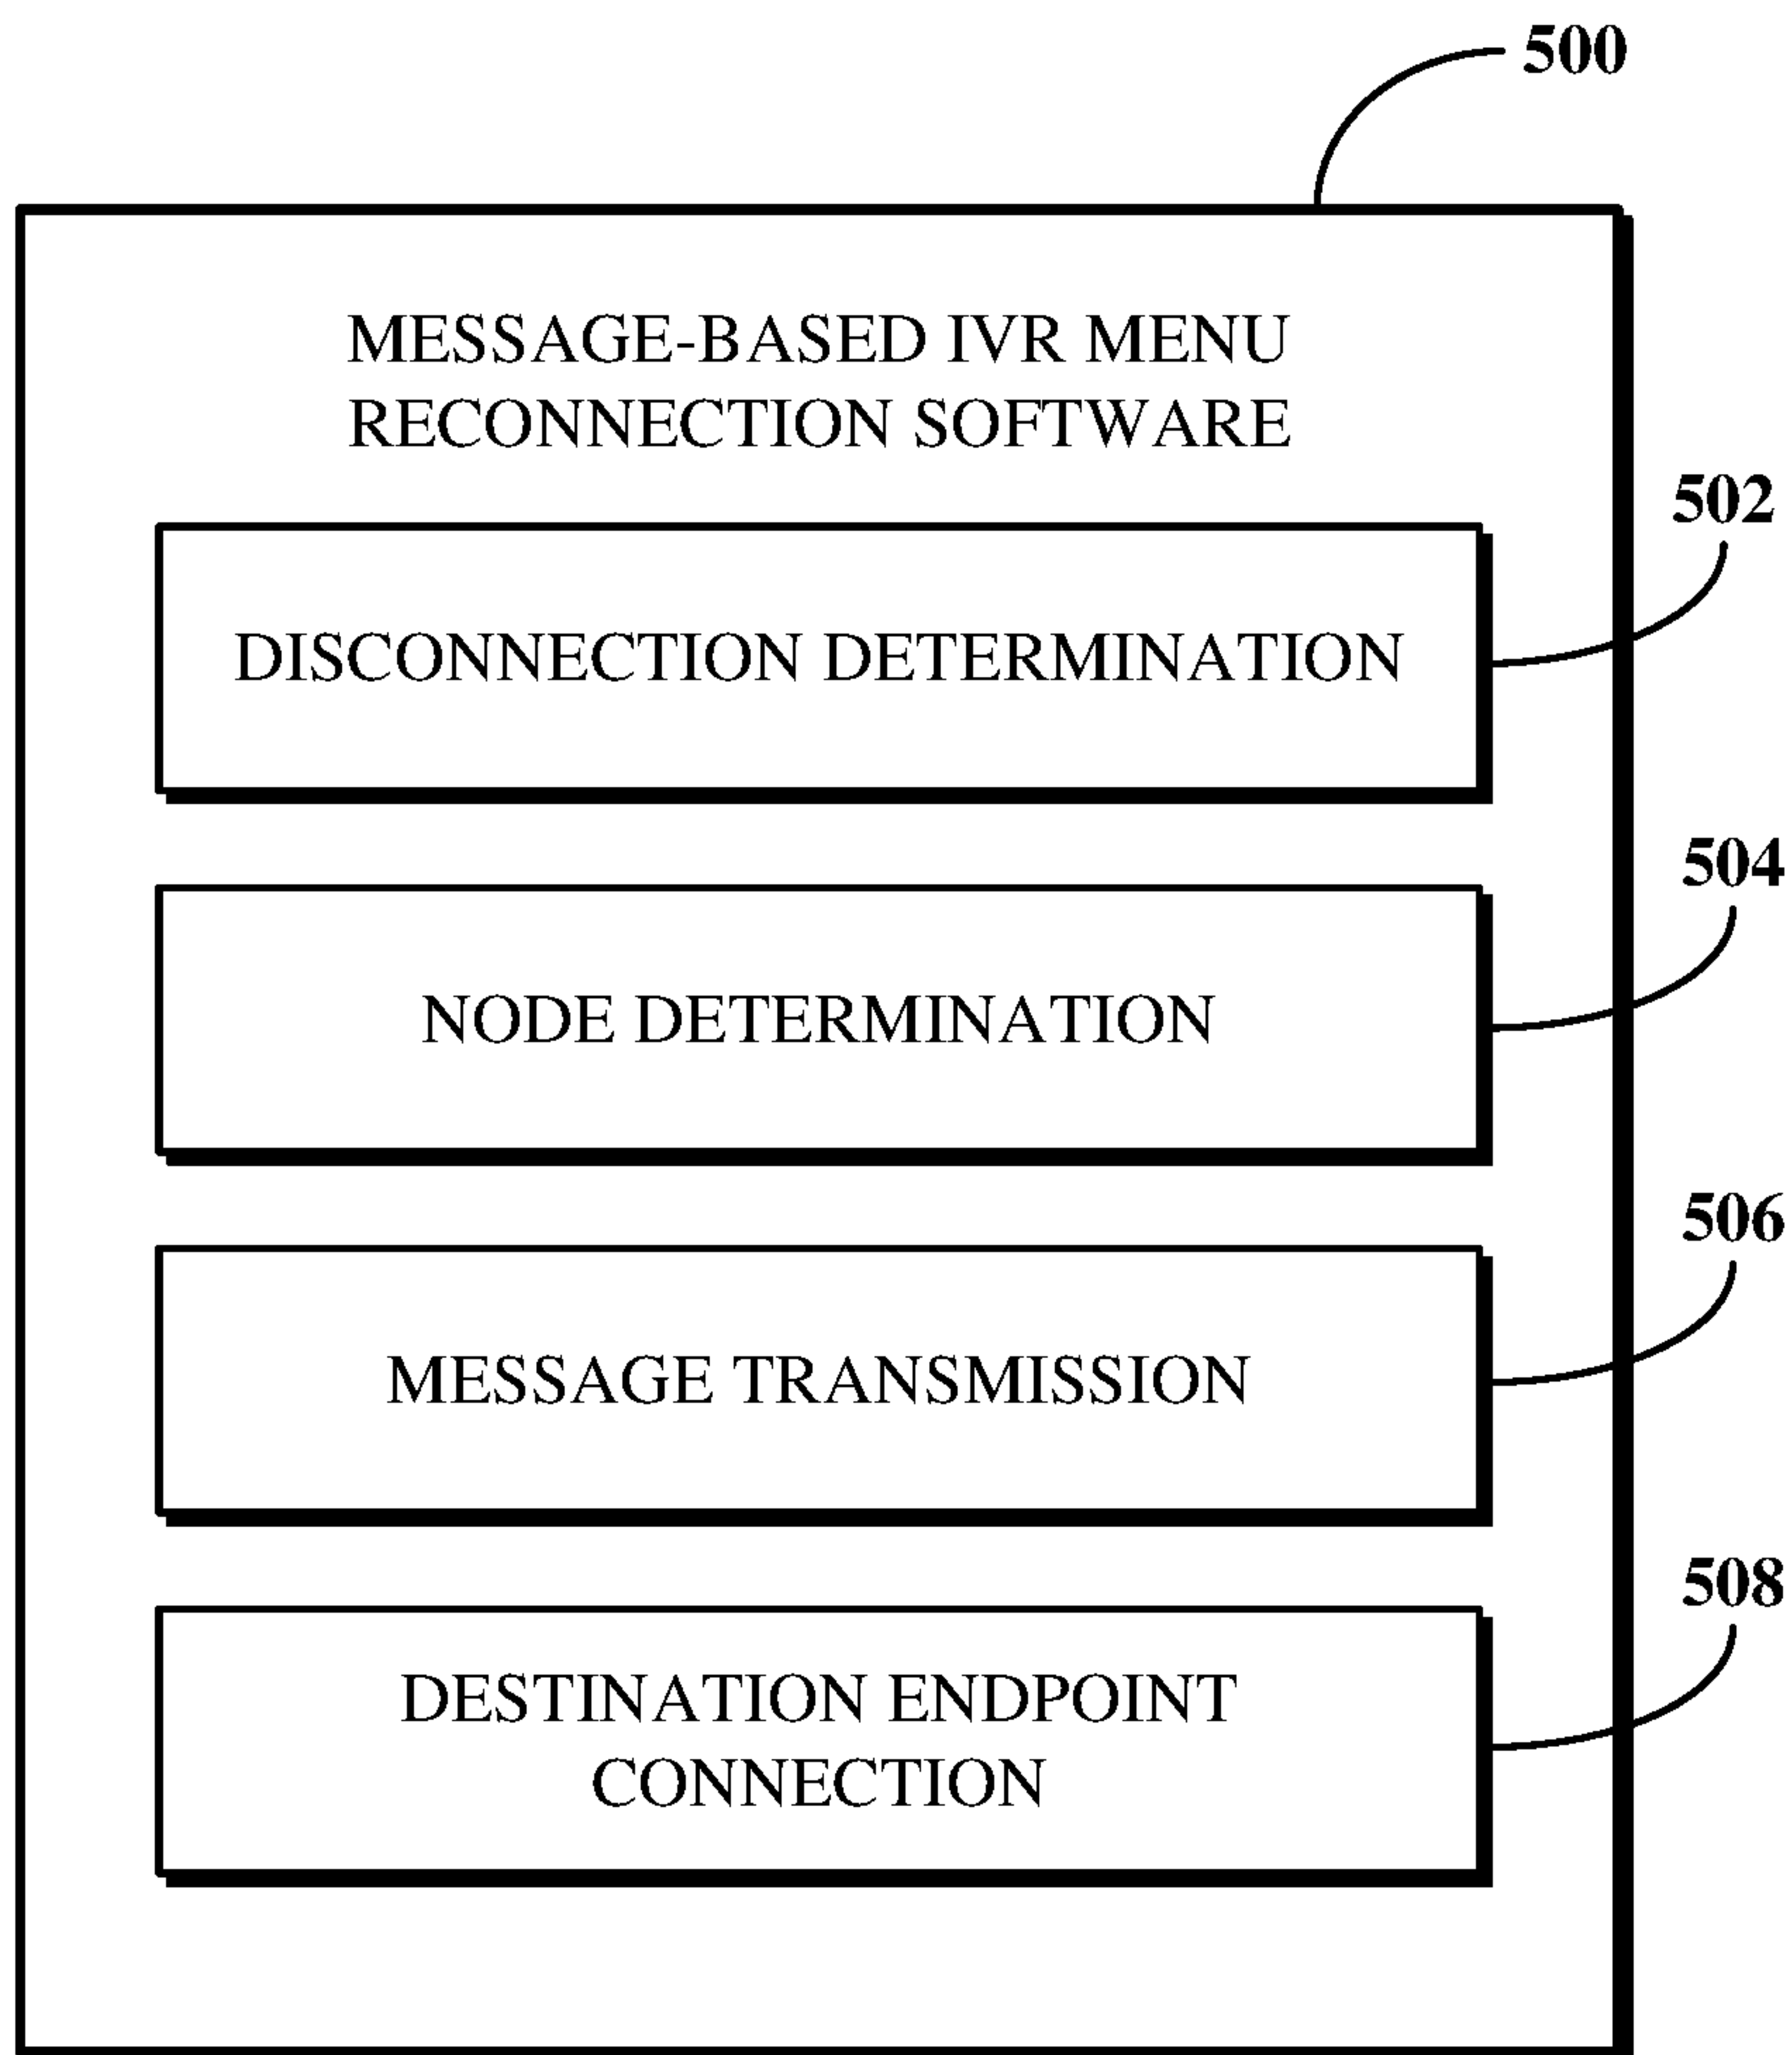 500
MESSAGE-BASED IVR MENU
RECONNECTION SOFTWARE
502
DISCONNECTION DETERMINATION
504
NODE DETERMINATION
506
MESSAGE TRANSMISSION
508
DESTINATION ENDPOINT
CONNECTION